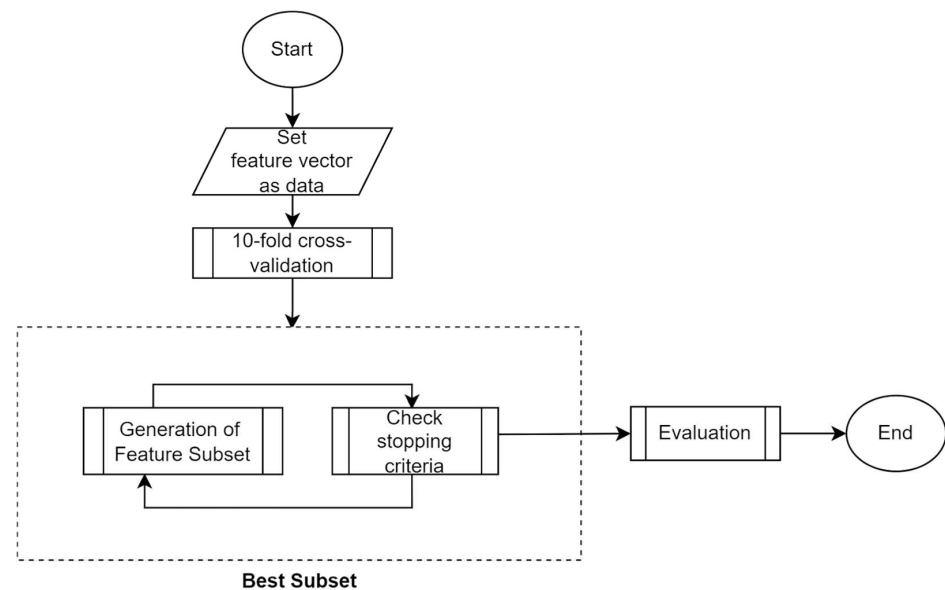 Start
Set
feature vector
as data
10-fold cross-
validation
Generation of
Feature Subset
Check
stopping
criteria
Evaluation
End
Best Subset